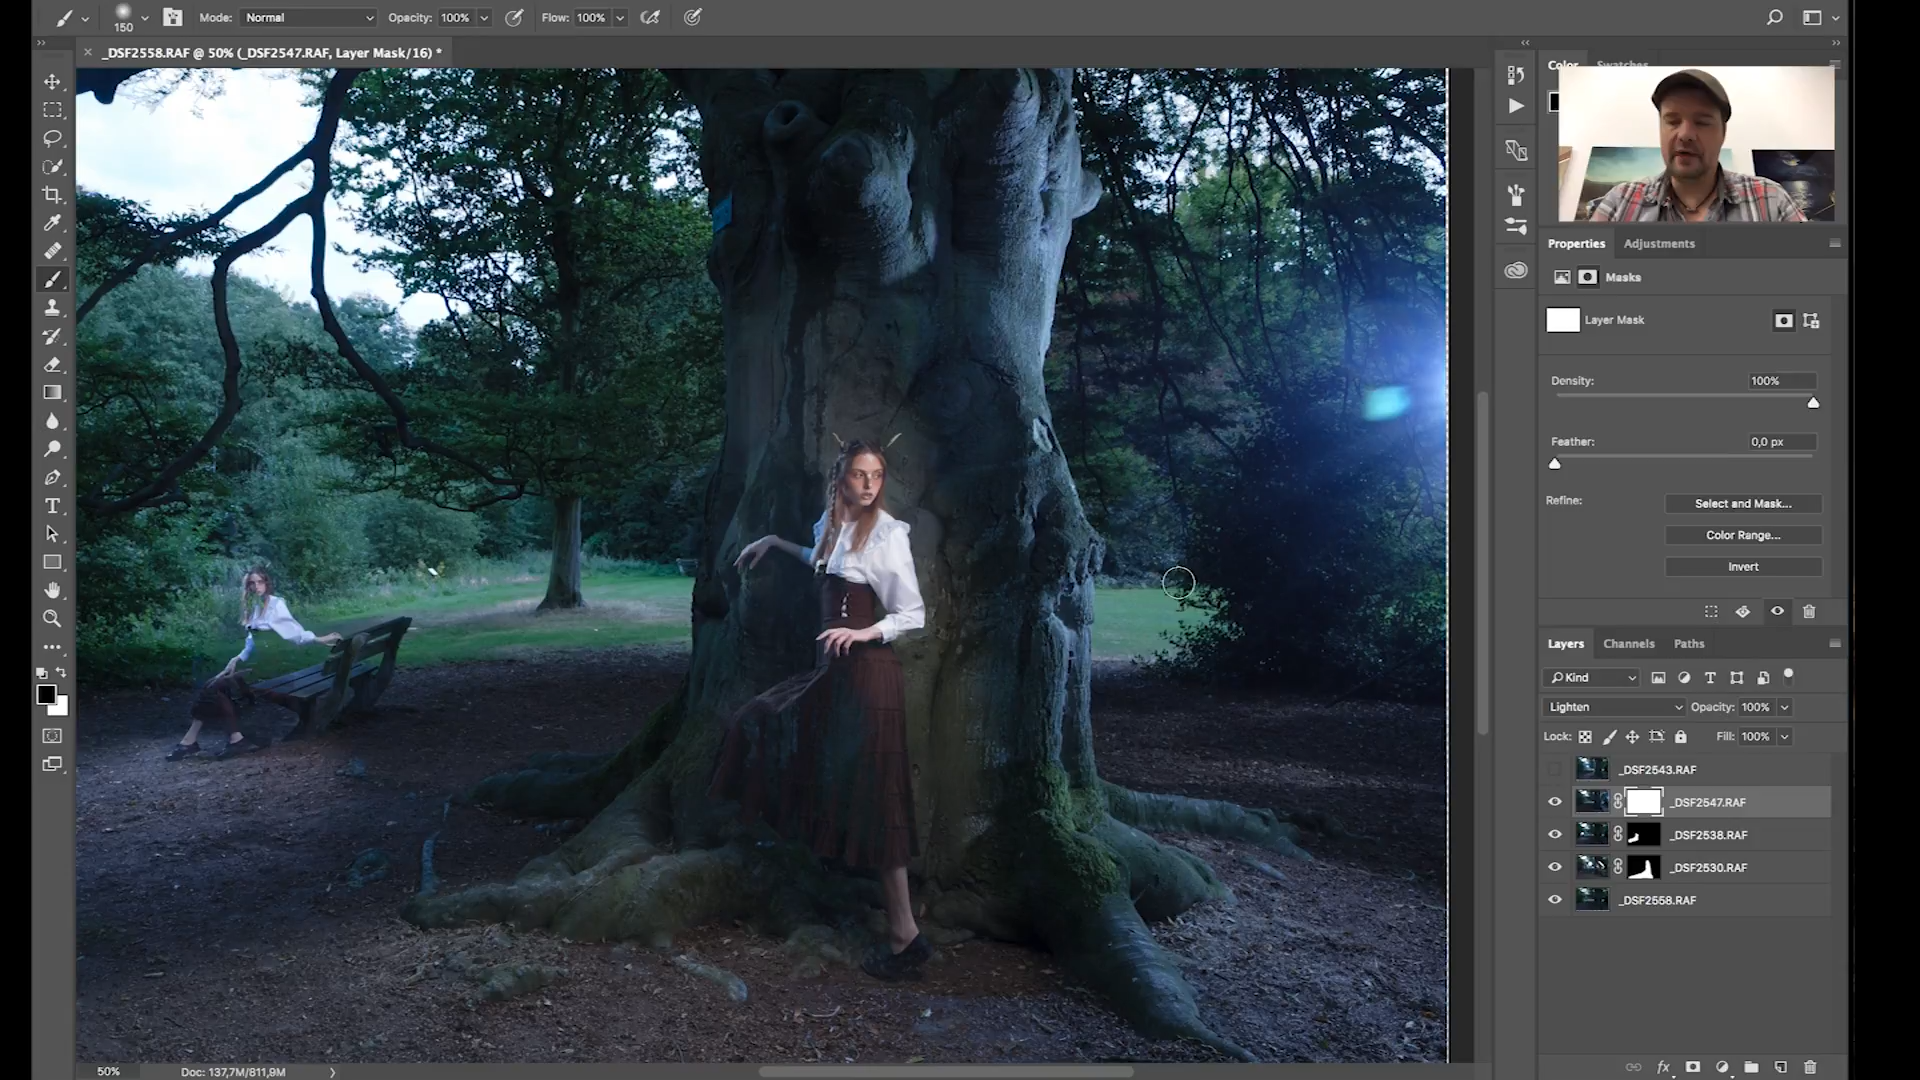 150
Mode: Normal
Opacity: 100%
Flow: 100%
_DSF2558.RAF @ 50% (_DSF2547.RAF, Layer Mask/16) *
Color Swatches
Properties Adjustments
Masks
Layer Mask
Density: 100%
Feather: 0,0 px
Refine:
Select and Mask...
Color Range...
Invert
Layers Channels Paths
Kind
Lighten Opacity: 100%
Lock: Fill: 100%
_DSF2543.RAF
_DSF2547.RAF
_DSF2538.RAF
_DSF2530.RAF
_DSF2558.RAF
fx
50% Doc: 137,7M/811,9M